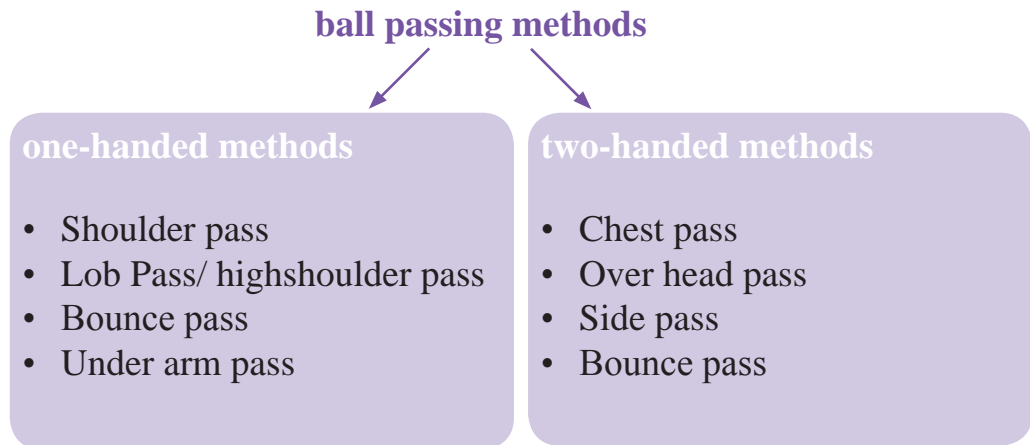 ball passing methods
one-handed methods
• Shoulder pass
• Lob Pass/ highshoulder pass
• Bounce pass
• Under arm pass
two-handed methods
• Chest pass
• Over head pass
• Side pass
• Bounce pass